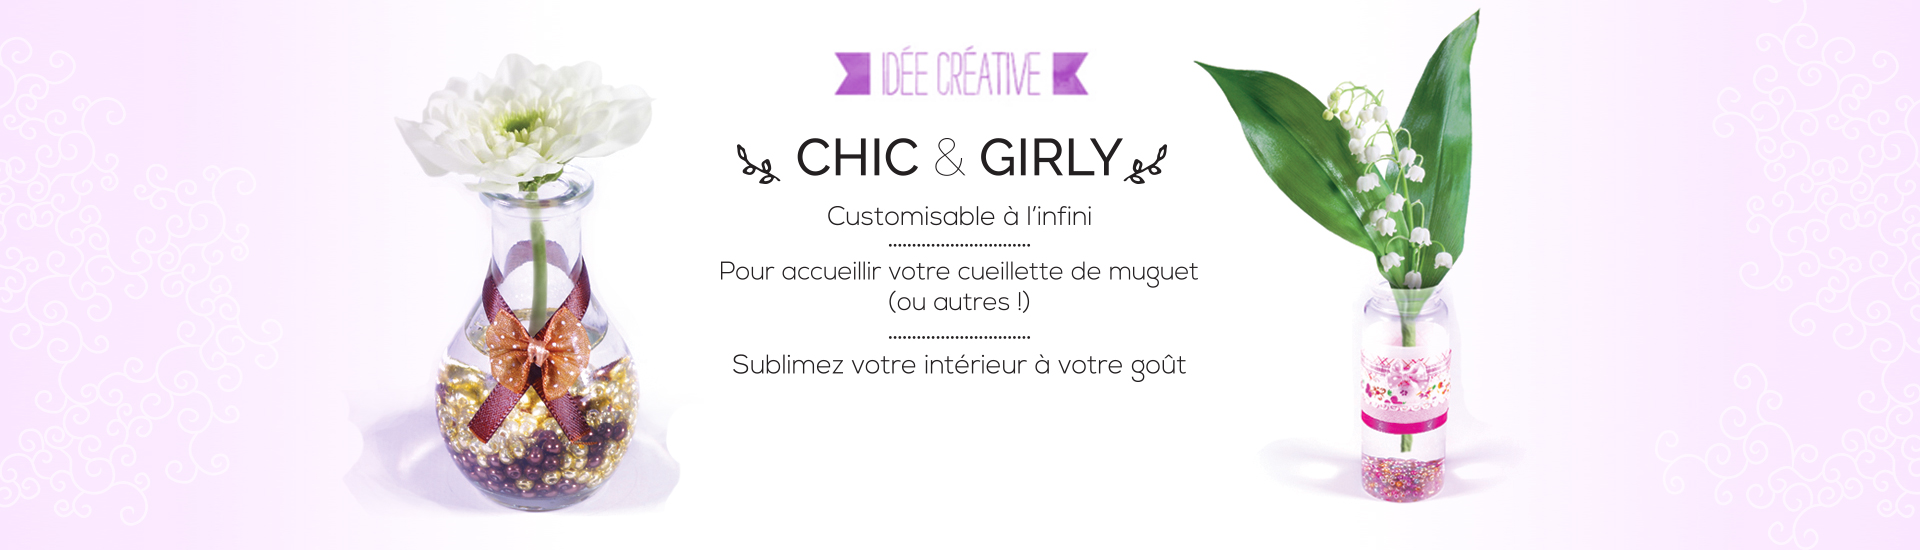 IDÉE CRÉATIVE
CHIC & GIRLY
Customisable à l'infini
Pour accueillir votre cueillette de muguet
(ou autres !)
Sublimez votre intérieur à votre goût